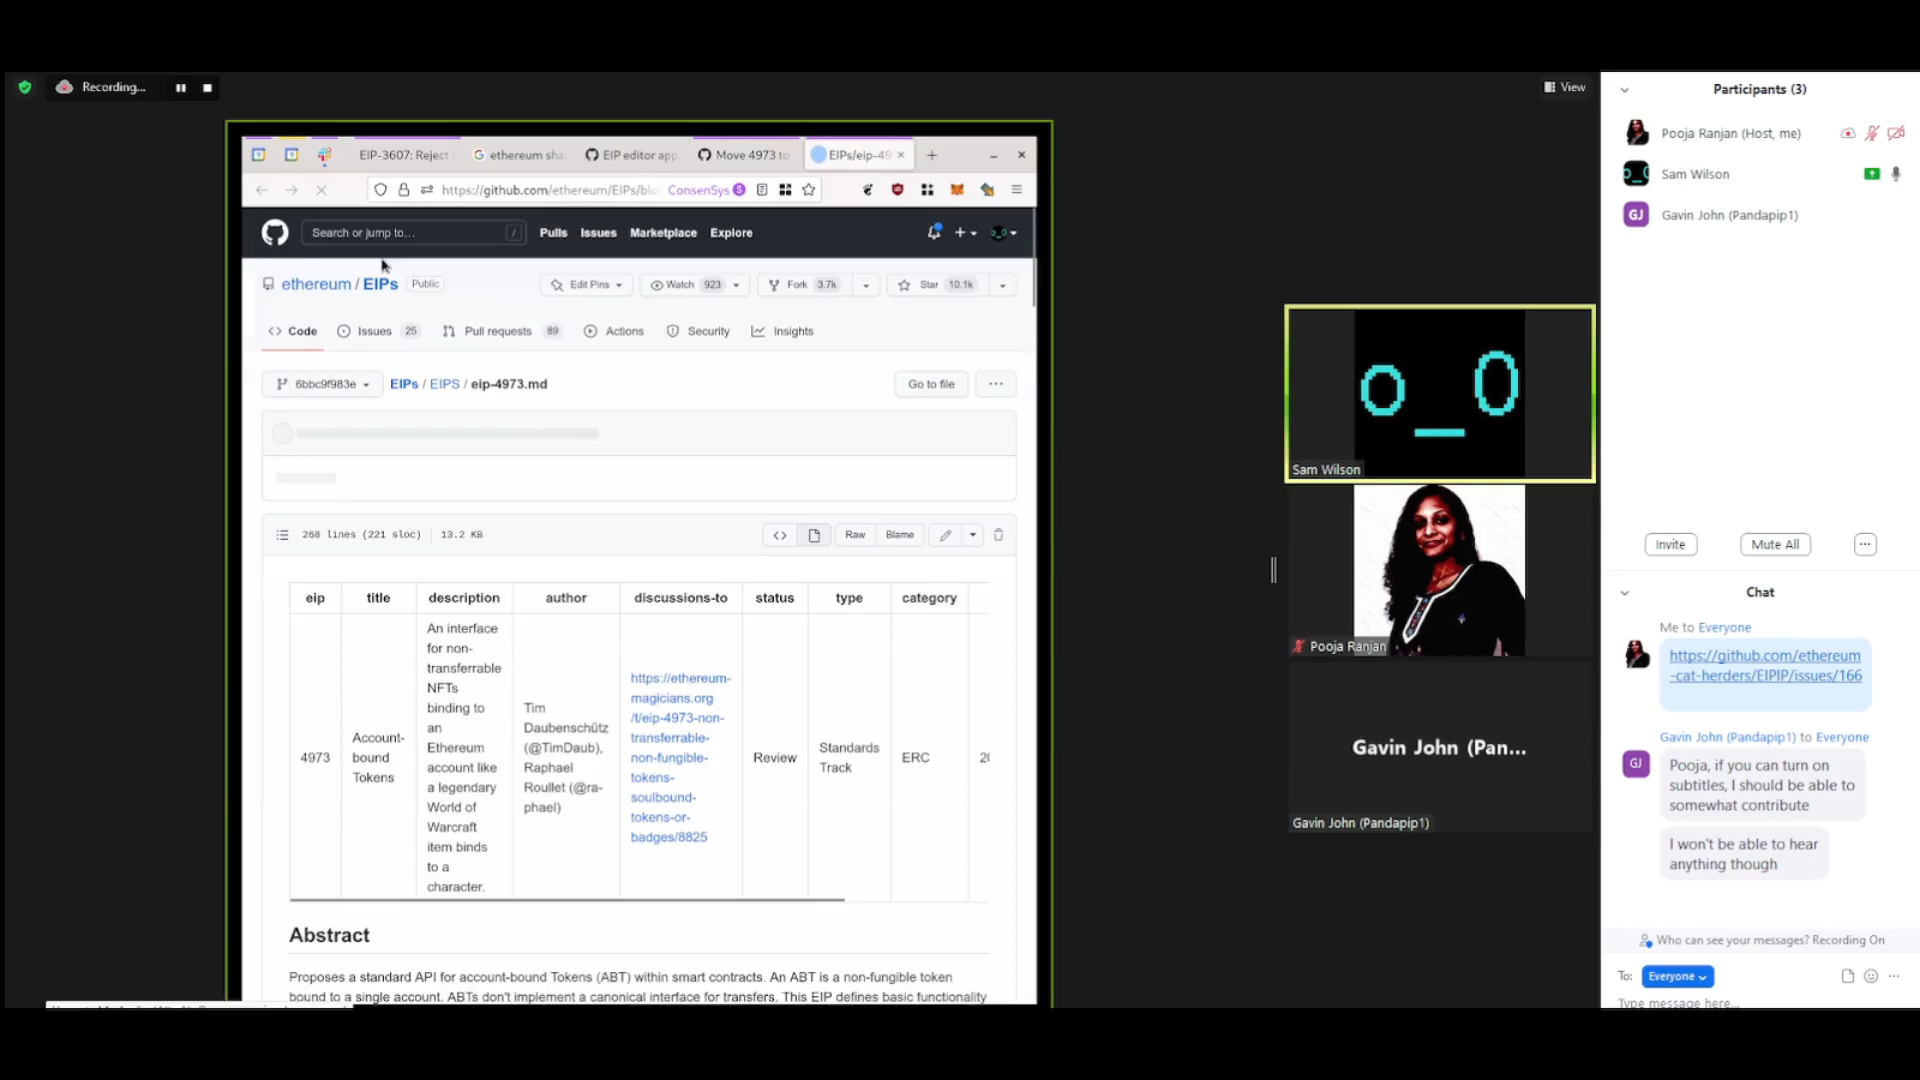 Recording...
View
EIP-3607: Reject
ethereum sha
EIP editor app
Move 4973 to
EIPs/eip-49
https://github.com/ethereum/EIPs/blo
ConsenSys
Search or jump to...
/
Pulls
Issues
Marketplace
Explore
ethereum / EIPs
Public
Edit Pins
Watch 923
Fork 3.7k
Star 10.1k
Code
Issues 25
Pull requests 89
Actions
Security
Insights
6bbc9f983e
EIPs / EIPS / eip-4973.md
Go to file
...
268 lines (221 sloc)
13.2 KB
Raw
Blame
eip
title
description
author
discussions-to
status
type
category
4973
Account-
bound
Tokens
An interface
for non-
transferrable
NFTs
binding to
an
Ethereum
account like
a legendary
World of
Warcraft
item binds
to a
character.
Tim
Daubenschütz
(@TimDaub),
Raphael
Roullet (@ra-
phael)
https://ethereum-
magicians.org
/t/eip-4973-non-
transferrable-
non-fungible-
tokens-
soulbound-
tokens-or-
badges/8825
Review
Standards
Track
ERC
Abstract
Proposes a standard API for account-bound Tokens (ABT) within smart contracts. An ABT is a non-fungible token
bound to a single account. ABTs don't implement a canonical interface for transfers. This EIP defines basic functionality
Sam Wilson
Pooja Ranjan
Gavin John (Pan...
Gavin John (Pandapip1)
Participants (3)
Pooja Ranjan (Host, me)
Sam Wilson
GJ
Gavin John (Pandapip1)
Invite
Mute All
...
Chat
Me to Everyone
https://github.com/ethereum
-cat-herders/EIPIP/issues/166
Gavin John (Pandapip1) to Everyone
GJ
Pooja, if you can turn on
subtitles, I should be able to
somewhat contribute
I won't be able to hear
anything though
Who can see your messages? Recording On
To:
Everyone
...
Type message here...